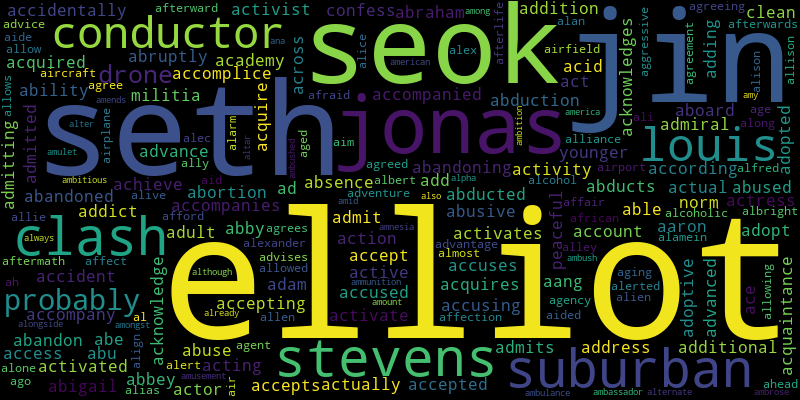 accidentally afterward activist confess abraham addition alan agreeing clean
advice conductor seok among afterlife jin afterwards
aide allow acquired abruptly academy across alice alex airfield aggressive agreement adding alison allison
aircraft drone accomplice acid acknowledges
allows agree ability militia acquire american afraid accompanied abduction act aboard age amy
amends seth jonas america ali along
admitting admitted airplane alter alec alarm aged aim ambition alliance admiral adopted
advance ally altar ambushed abandoning younger louis
amulet ambitious achieve aid agreed activity according alfred airport
abandoned alive abortion ad absence albert add alpha abducted alcohol abducts actual abused
accompanies adventure affair norm actress
addict allie afford admit amid also abusive able african alcoholic albright
always clash adult abby agrees alexander action amnesia advantage activates peaceful account aaron alamein adopt
aftermath affect advises accept almost alley
accident although allowed active accuses aang ambush adoptive advanced aging alerted ace allowing acquaintance
ah acknowledge adam ammunition accused acquires agency alien
probably accepting elliot amount accusing
accompany al already allen activate affection aided
alongside amongst align stevens admits address additional
abandon abe abuse agent
access abu alert acting suburban
alone activated air accepts actually accepted ahead
ago abigail abbey alias actor amusement ambulance ambassador alternate ambrose
ana